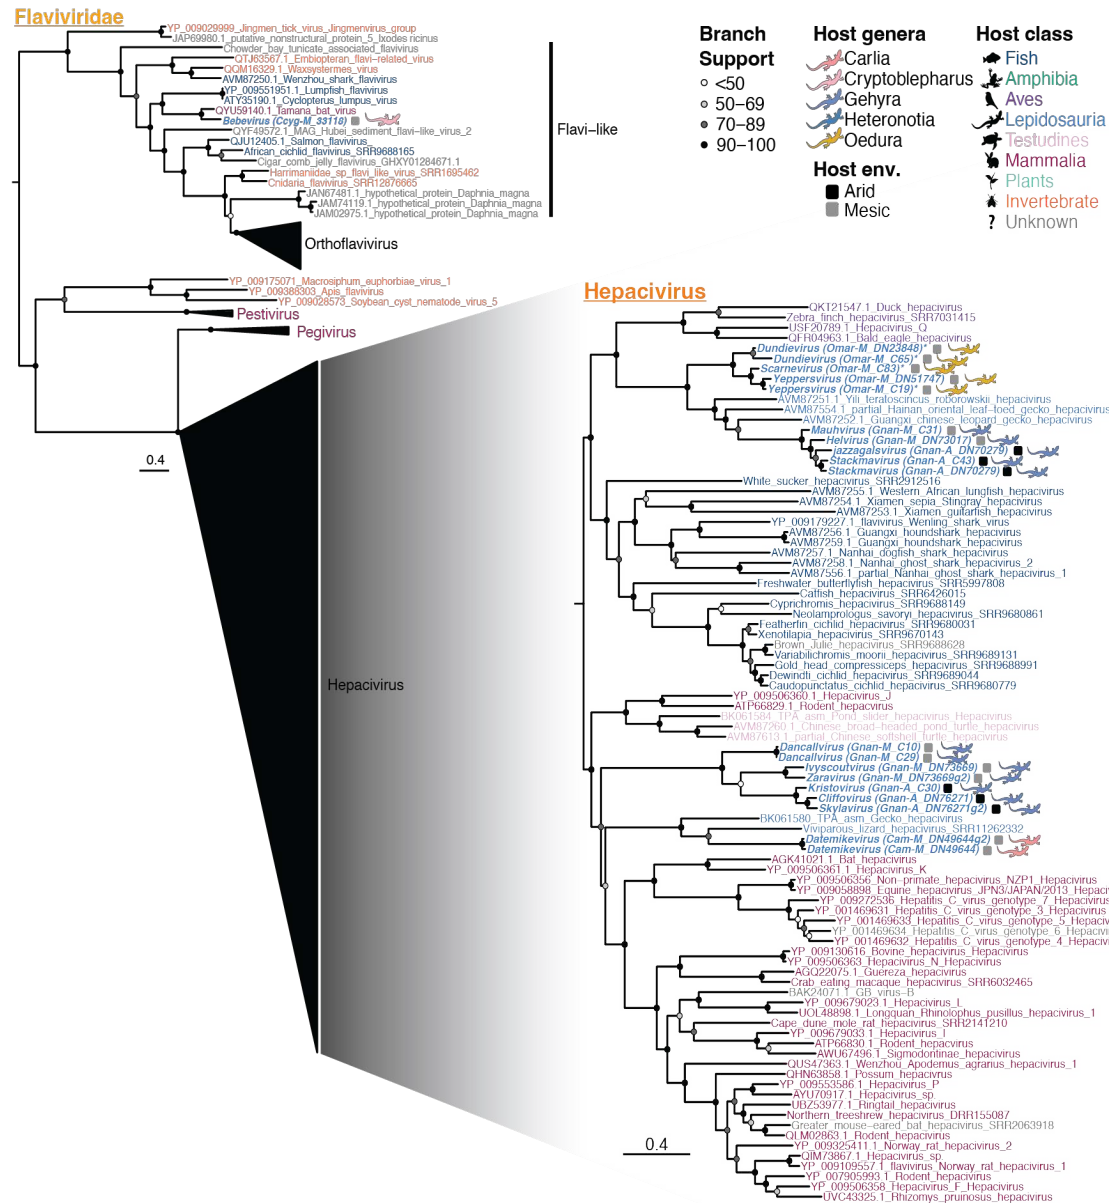 Flaviviridae
YP_009029999_Jingmen_tick_virus_Jingmenvirus_group
JAP69980.1_putative_nonstructural_protein_5_Ixodes ricinus
Chowder_bay_tunicate_associated_flavivirus
QTJ63567.1_Embiopteran_flavi-related_virus
QQM16329.1_Waxsystermes_virus
AVM87250.1_Wenzhou_shark_flavivirus
YP_009551951.1_Lumpfish_flavivirus
ATY35190.1_Cyclopterus_lumpus_virus
QYU59140.1_Tamana_bat_virus
Bebevirus (Ccyg-M_33118)
QYF49572.1_MAG_Hubei_sediment_flavi-like_virus_2
QJU12405.1_Salmon_flavivirus
African_cichlid_flavivirus_SRR9688165
Cigar_comb_jelly_flavivirus_GHXY01284671.1
Harrimaniidae_sp_flavi_like_virus_SRR1695462
Cnidaria_flavivirus_SRR12876665
JAN67481.1_hypothetical_protein_Daphnia_magna
JAM74119.1_hypothetical_protein_Daphnia_magna
JAM02975.1_hypothetical_protein_Daphnia_magna
Orthoflavivirus
Flavi-like
YP_009175071_Macrosiphum_euphorbiae_virus_1
YP_009388303_Apis_flavivirus
YP_009028573_Soybean_cyst_nematode_virus_5
Pestivirus
Pegivirus
Hepacivirus
0.4
Branch
Support
<50
50–69
70–89
90–100
Host genera
Carlia
Cryptoblepharus
Gehyra
Heteronotia
Oedura
Host env.
Arid
Mesic
Host class
Fish
Amphibia
Aves
Lepidosauria
Testudines
Mammalia
Plants
Invertebrate
? Unknown
Hepacivirus
QKT21547.1_Duck_hepacivirus
Zebra_finch_hepacivirus_SRR7031415
USF20789.1_Hepacivirus_Q
QFR04963.1_Bald_eagle_hepacivirus
Dundievirus (Omar-M_DN23848)*
Dundievirus (Omar-M_C65)*
Scarnevirus (Omar-M_C83)*
Yeppersvirus (Omar-M_DN51747)
Yeppersvirus (Omar-M_C19)*
AVM87251.1_Yili_teratoscincus_roborowskii_hepacivirus
AVM87554.1_partial_Hainan_oriental_leaf-toed_gecko_hepacivirus
AVM87252.1_Guangxi_chinese_leopard_gecko_hepacivirus
Mauhvirus (Gnan-M_C31)
Helvirus (Gnan-M_DN73017)
jazzagalsvirus (Gnan-A_DN70279)
Stackmavirus (Gnan-A_C43)
Stackmavirus (Gnan-A_DN70279)
White_sucker_hepacivirus_SRR2912516
AVM87255.1_Western_African_lungfish_hepacivirus
AVM87254.1_Xiamen_sepia_Stingray_hepacivirus
AVM87253.1_Xiamen_guitarfish_hepacivirus
YP_009179227.1_flavivirus_Wenling_shark_virus
AVM87256.1_Guangxi_houndshark_hepacivirus
AVM87259.1_Guangxi_houndshark_hepacivirus
AVM87257.1_Nanhai_dogfish_shark_hepacivirus
AVM87258.1_Nanhai_ghost_shark_hepacivirus_2
AVM87556.1_partial_Nanhai_ghost_shark_hepacivirus_1
Freshwater_butterflyfish_hepacivirus_SRR5997808
Catfish_hepacivirus_SRR6426015
Cyprichromis_hepacivirus_SRR9688149
Neolamprologus_savoryi_hepacivirus_SRR9680861
Featherfin_cichlid_hepacivirus_SRR9680031
Xenotilapia_hepacivirus_SRR9670143
Brown_Julie_hepacivirus_SRR9688628
Variabilichromis_moorii_hepacivirus_SRR9689131
Gold_head_compressiceps_hepacivirus_SRR9688991
Dewindti_cichlid_hepacivirus_SRR9689044
Caudopunctatus_cichlid_hepacivirus_SRR9680779
YP_009506360.1_Hepacivirus_J
ATP66829.1_Rodent_hepacivirus
BK061584_TPA_asm_Pond_slider_hepacivirus_Hepacivirus
AVM87260.1_Chinese_broad-headed_pond_turtle_hepacivirus
AVM87613.1_partial_Chinese_softshell_turtle_hepacivirus
Dancallvirus (Gnan-M_C10)
Dancallvirus (Gnan-M_C29)
Ivyscoutvirus (Gnan-M_DN73669)
Zaravirus (Gnan-M_DN73669g2)
Kristovirus (Gnan-A_C30)
Cliffovirus (Gnan-A_DN76271)
Skylavirus (Gnan-A_DN76271g2)
BK061580_TPA_asm_Gecko_hepacivirus
Viviparous_lizard_hepacivirus_SRR11262332
Datemikevirus (Cam-M_DN49644g2)
Datemikevirus (Cam-M_DN49644)
AGK41021.1_Bat_hepacivirus
YP_009506361.1_Hepacivirus_K
YP_009506356_Non-primate_hepacivirus_NZP1_Hepacivirus
YP_009058898_Equine_hepacivirus_JPN3/JAPAN/2013_Hepaci
YP_009272536_Hepatitis_C_virus_genotype_7_Hepacivirus
YP_001469631_Hepatitis_C_virus_genotype_3_Hepacivirus
YP_001469633_Hepatitis_C_virus_genotype_5_Hepaciv
YP_001469634_Hepatitis_C_virus_genotype_6_Hepacivi
YP_001469632_Hepatitis_C_virus_genotype_4_Hepaciv
YP_009130616_Bovine_hepacivirus_Hepacivirus
YP_009506363_Hepacivirus_N_Hepacivirus
AGQ22075.1_Guereza_hepacivirus
Crab_eating_macaque_hepacivirus_SRR6032465
BAK24071.1_GB_virus-B
YP_009679023.1_Hepacivirus_L
UOL48898.1_Longquan_Rhinolophus_pusillus_hepacivirus_1
Cape_dune_mole_rat_hepacivirus_SRR2141210
YP_009679033.1_Hepacivirus_I
ATP66830.1_Rodent_hepacivirus
AWU67496.1_Sigmodontinae_hepacivirus
QUS47363.1_Wenzhou_Apodemus_agrarius_hepacivirus_1
QHN63858.1_Possum_hepacivirus
YP_009553586.1_Hepacivirus_P
AYU70917.1_Hepacivirus_sp.
UBZ53977.1_Ringtail_hepacivirus
Northern_treeshrew_hepacivirus_DRR155087
Greater_mouse-eared_bat_hepacivirus_SRR2063918
QLM02863.1_Rodent_hepacivirus
YP_009325411.1_Norway_rat_hepacivirus_2
QIM73867.1_Hepacivirus_sp.
YP_009109557.1_flavivirus_Norway_rat_hepacivirus_1
YP_007905993.1_Rodent_hepacivirus
YP_009506358_Hepacivirus_F_Hepacivirus
UVC43325.1_Rhizomys_pruinosus_hepacivirus
0.4